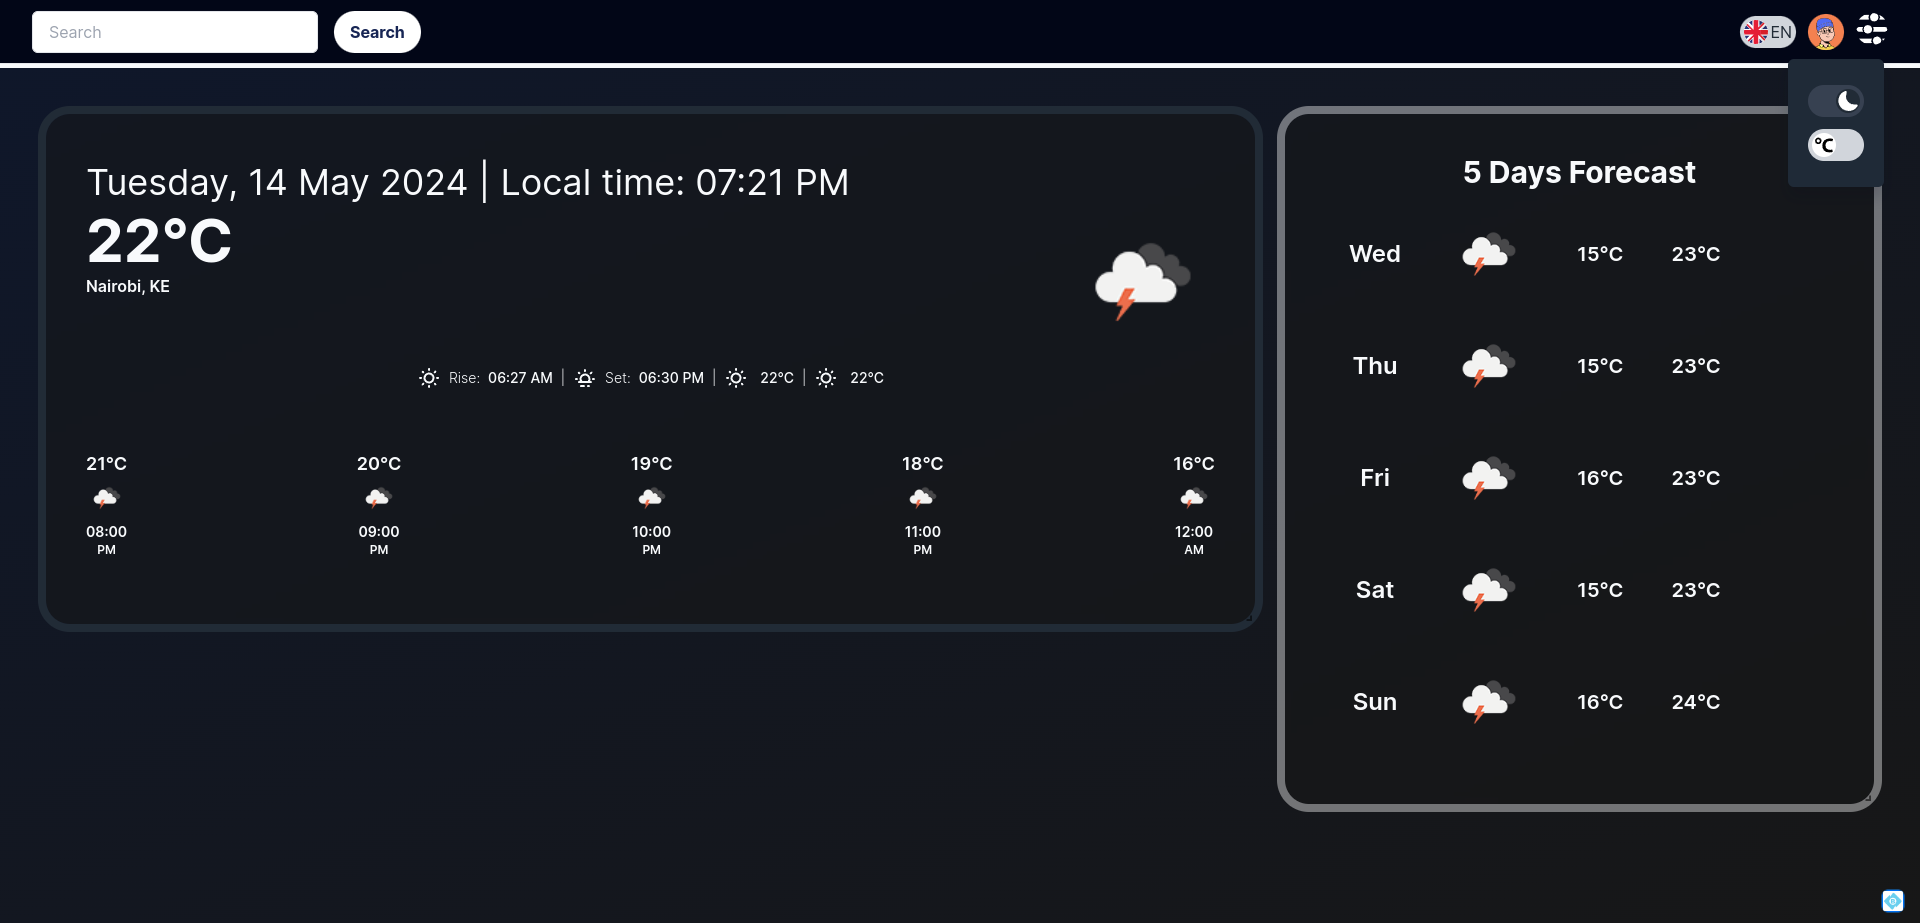 Search
Search
EN
°C
Tuesday, 14 May 2024 | Local time: 07:21 PM
22°C
Nairobi, KE
Rise: 06:27 AM | Set: 06:30 PM | 22°C | 22°C
21°C 20°C 19°C 18°C 16°C
08:00 09:00 10:00 11:00 12:00
PM PM PM PM AM
5 Days Forecast
Wed 15°C 23°C
Thu 15°C 23°C
Fri 16°C 23°C
Sat 15°C 23°C
Sun 16°C 24°C